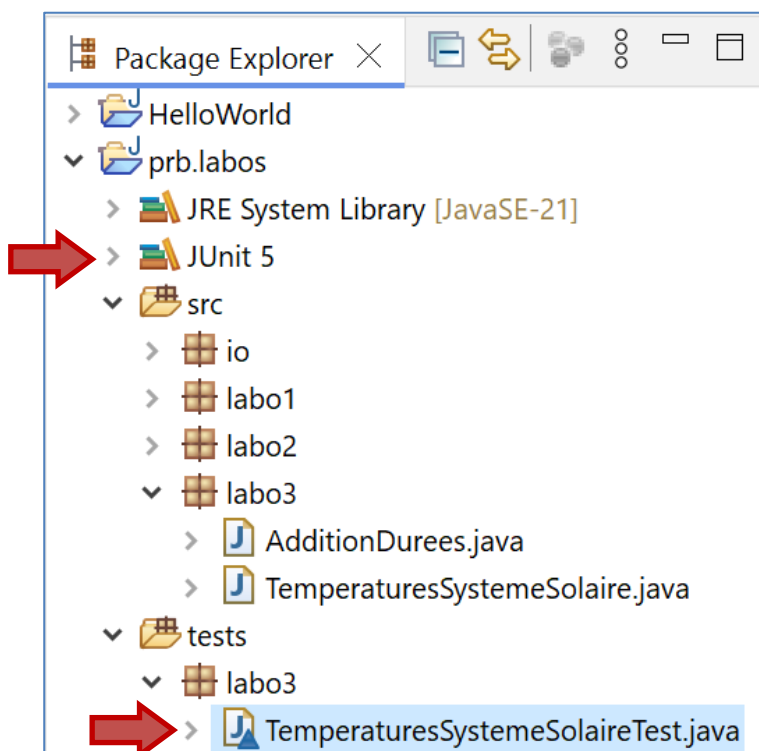 Package Explorer
HelloWorld
prb.labos
JRE System Library [JavaSE-21]
JUnit 5
src
io
labo1
labo2
labo3
AdditionDurees.java
TemperaturesSystemeSolaire.java
tests
labo3
TemperaturesSystemeSolaireTest.java